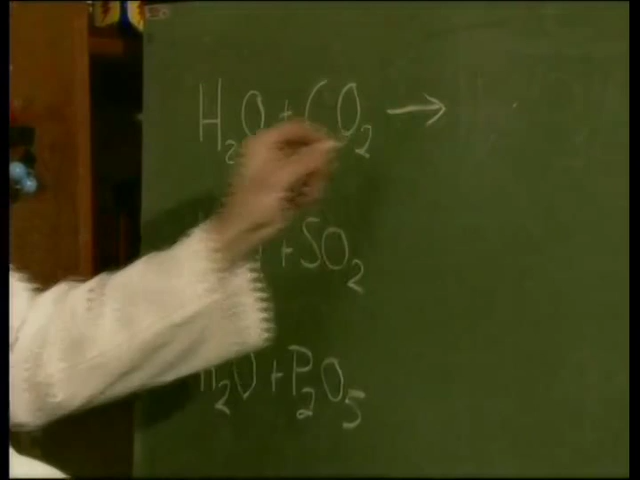 H₂O + CO₂ →
+ SO₂
H₂O + P₂O₅